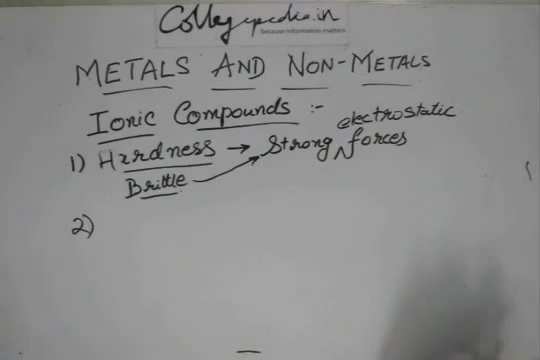 Collegepedia.in
because information matters
METALS AND NON-METALS
Ionic Compounds :-
1) Hardness → Strong electrostatic forces
Brittle
2)